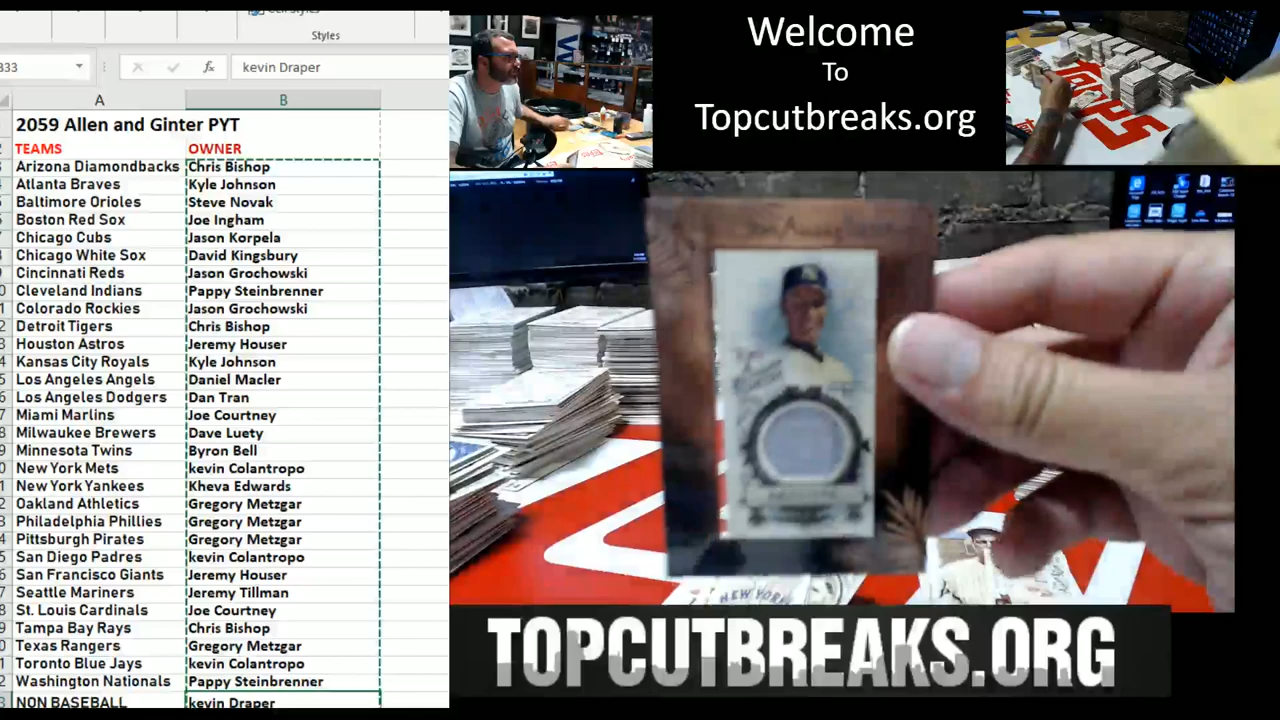 Styles
B33
kevin Draper
A
B
2059 Allen and Ginter PYT
TEAMS OWNER
Arizona Diamondbacks Chris Bishop
Atlanta Braves Kyle Johnson
Baltimore Orioles Steve Novak
Boston Red Sox Joe Ingham
Chicago Cubs Jason Korpela
Chicago White Sox David Kingsbury
Cincinnati Reds Jason Grochowski
Cleveland Indians Pappy Steinbrenner
Colorado Rockies Jason Grochowski
Detroit Tigers Chris Bishop
Houston Astros Jeremy Houser
Kansas City Royals Kyle Johnson
Los Angeles Angels Daniel Macler
Los Angeles Dodgers Dan Tran
Miami Marlins Joe Courtney
Milwaukee Brewers Dave Luety
Minnesota Twins Byron Bell
New York Mets kevin Colantropo
New York Yankees Kheva Edwards
Oakland Athletics Gregory Metzgar
Philadelphia Phillies Gregory Metzgar
Pittsburgh Pirates Gregory Metzgar
San Diego Padres kevin Colantropo
San Francisco Giants Jeremy Houser
Seattle Mariners Jeremy Tillman
St. Louis Cardinals Joe Courtney
Tampa Bay Rays Chris Bishop
Texas Rangers Gregory Metzgar
Toronto Blue Jays kevin Colantropo
Washington Nationals Pappy Steinbrenner
NON BASEBALL kevin Draper
Welcome
To
Topcutbreaks.org
TOPPS
NEW YORK
TOPCUTBREAKS.ORG